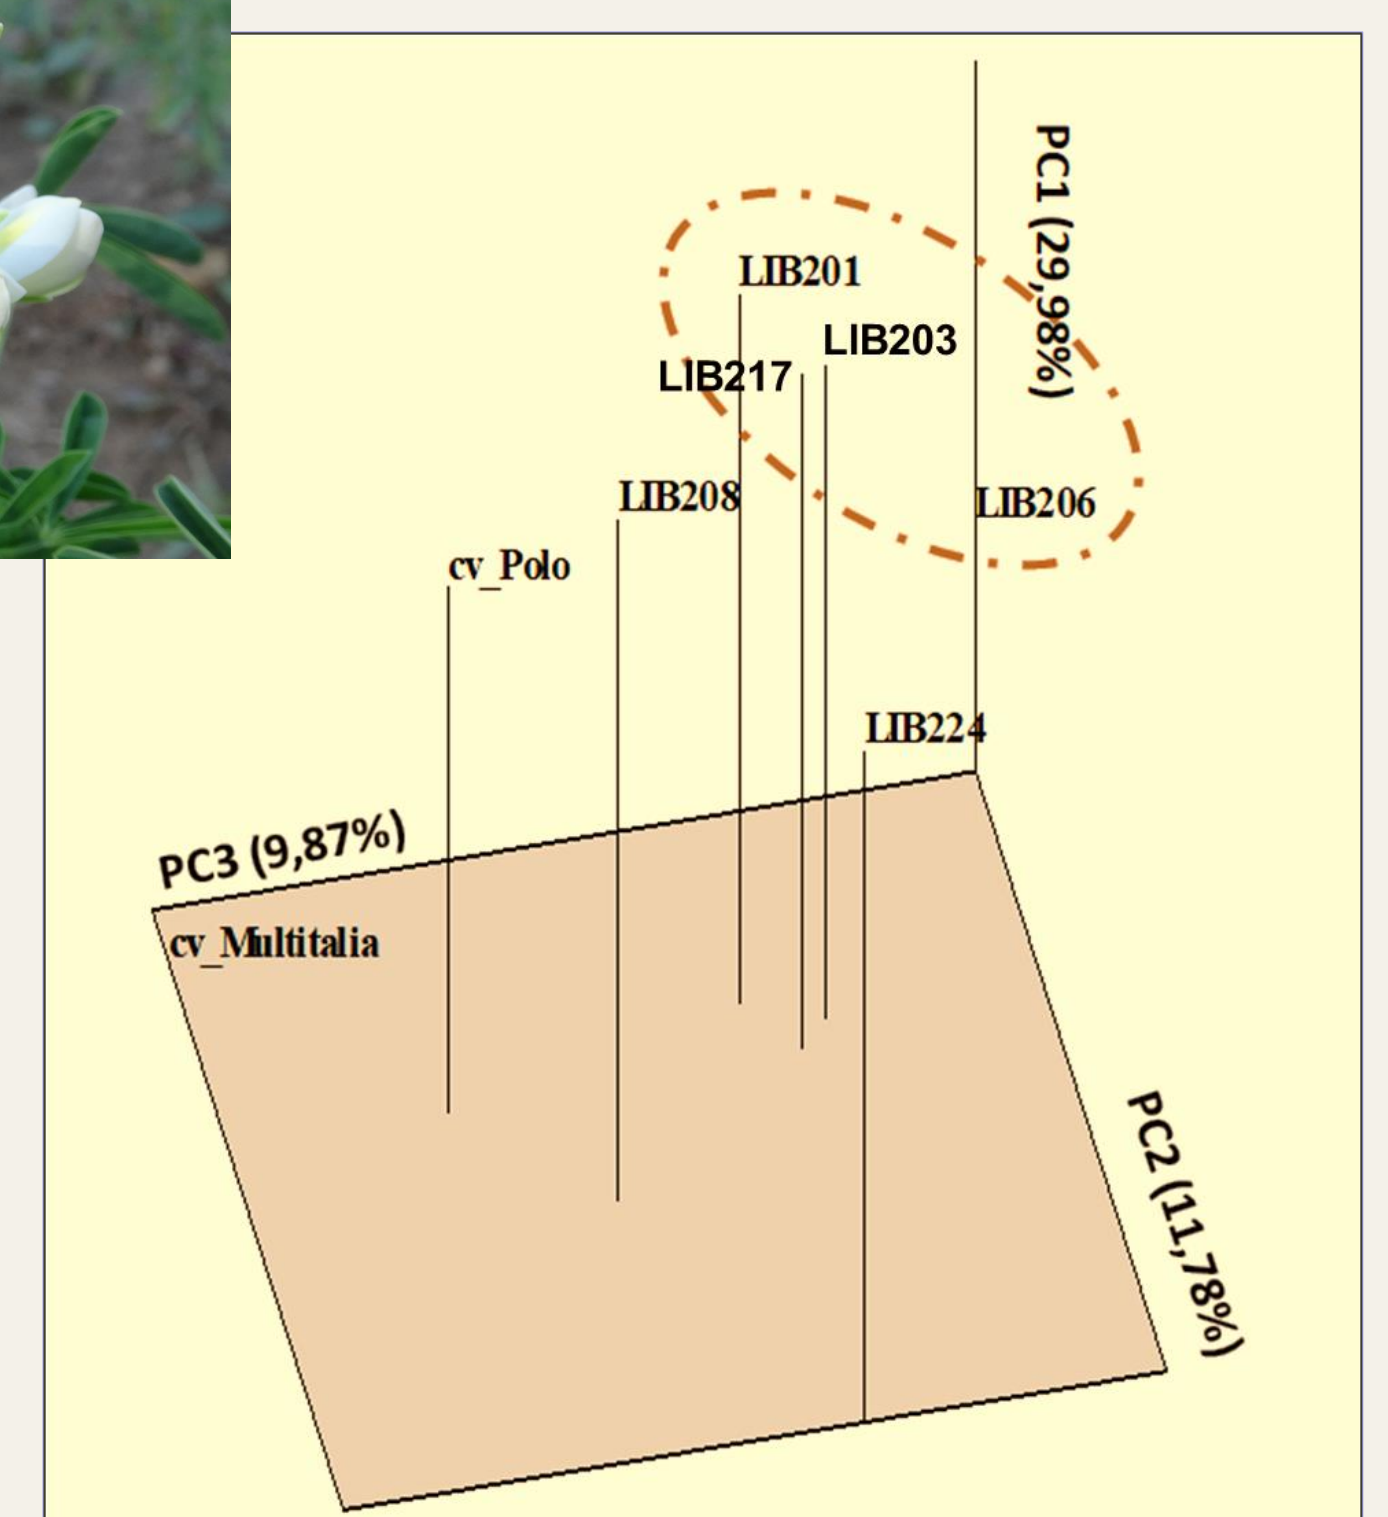 PC1 (29,98%)
LIB201
LIB203
LIB217
LIB208
LIB206
cv_Polo
LIB224
PC3 (9,87%)
cv_Multitalia
PC2 (11,78%)